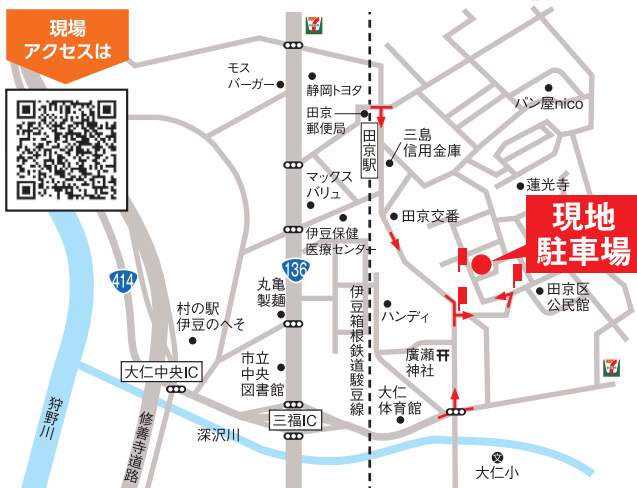 現場
アクセスは
7
ELEVEN
モス
バーガー
静岡トヨタ
田京
郵便局
田京駅
三島
信用金庫
パン屋nico
マックス
バリュ
蓮光寺
田京交番
伊豆保健
医療センター
現地
駐車場
414
136
丸亀
製麺
村の駅
伊豆のへそ
伊豆箱根鉄道駿豆線
ハンディ
田京区
公民館
大仁中央IC
市立
中央
図書館
廣瀬
神社
7
ELEVEN
大仁
体育館
三福IC
狩野川
修善寺道路
深沢川
文
大仁小